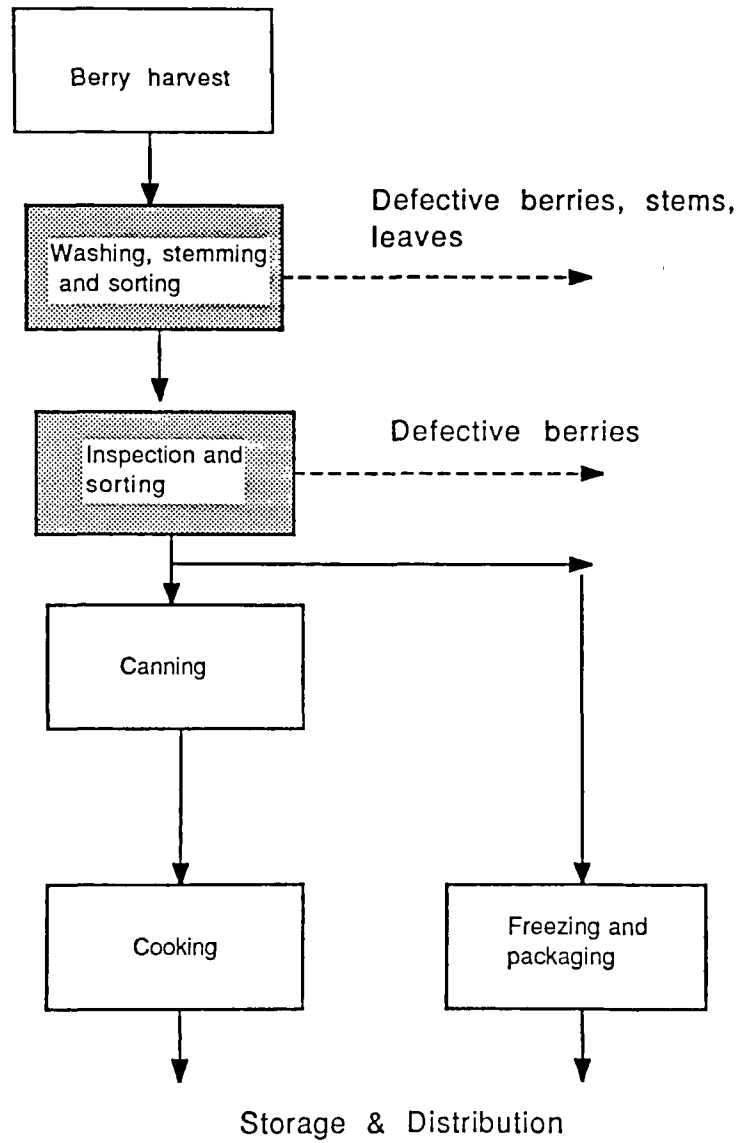 Berry harvest
Defective berries, stems,
leaves
Washing, stemming
and sorting
Defective berries
Inspection and
sorting
Canning
Cooking
Freezing and
packaging
Storage & Distribution